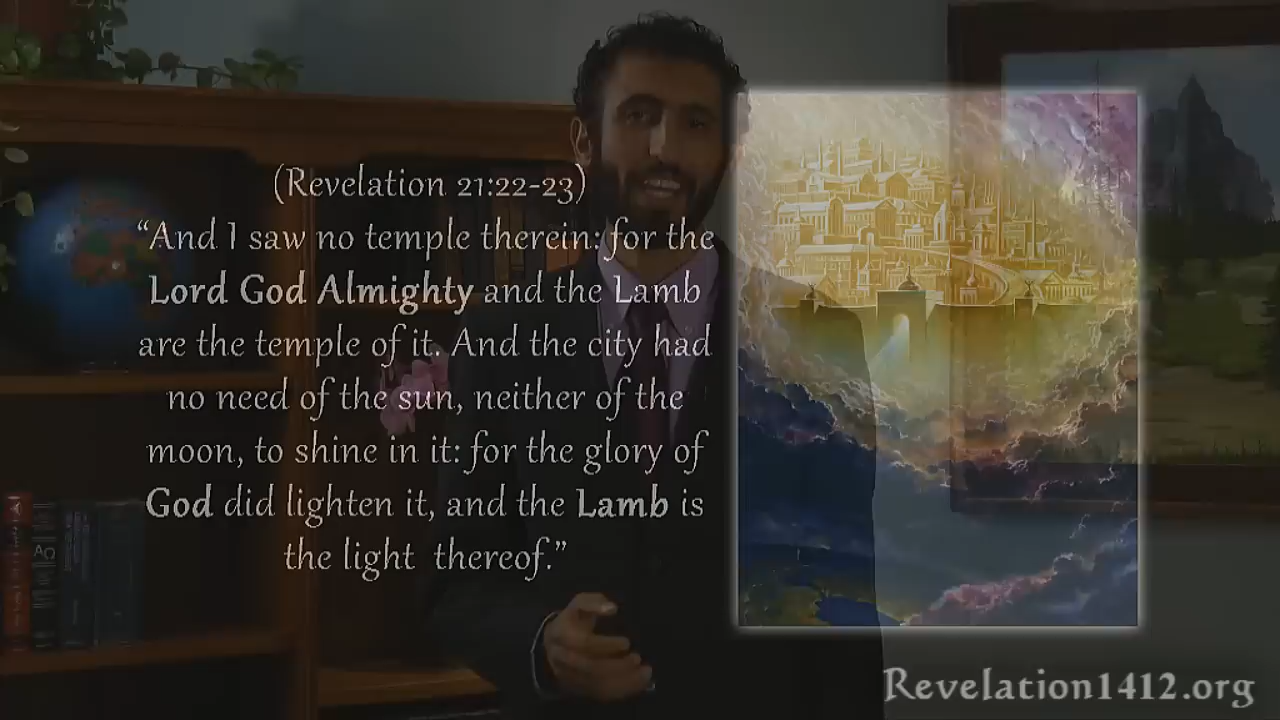 (Revelation 21:22-23)
“And I saw no temple therein: for the
Lord God Almighty and the Lamb
are the temple of it. And the city had
no need of the sun, neither of the
moon, to shine in it: for the glory of
God did lighten it, and the Lamb is
the light thereof.”
Revelation1412.org